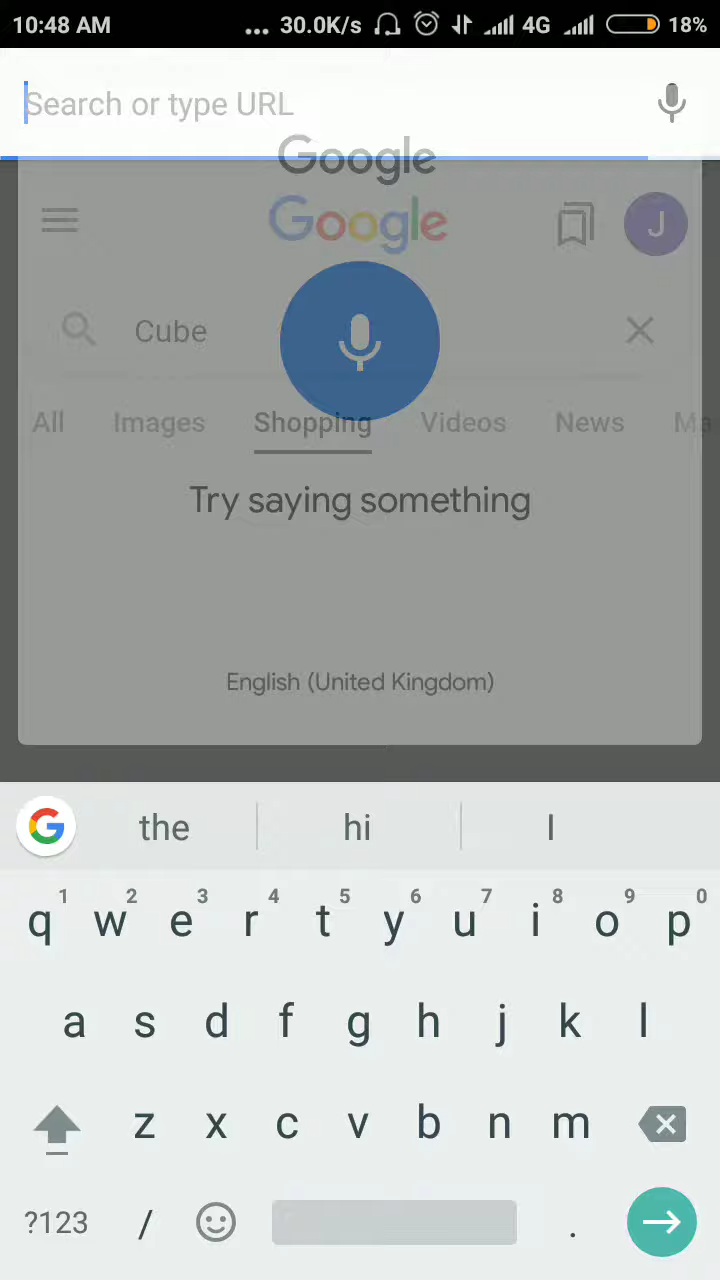 10:48 AM ... 30.0K/s 4G 18%
Search or type URL
Google
Google
J
Cube
All Images Shopping Videos News Ma
Try saying something
English (United Kingdom)
G the hi I
1 2 3 4 5 6 7 8 9 0
q w e r t y u i o p
a s d f g h j k l
z x c v b n m
?123 / .